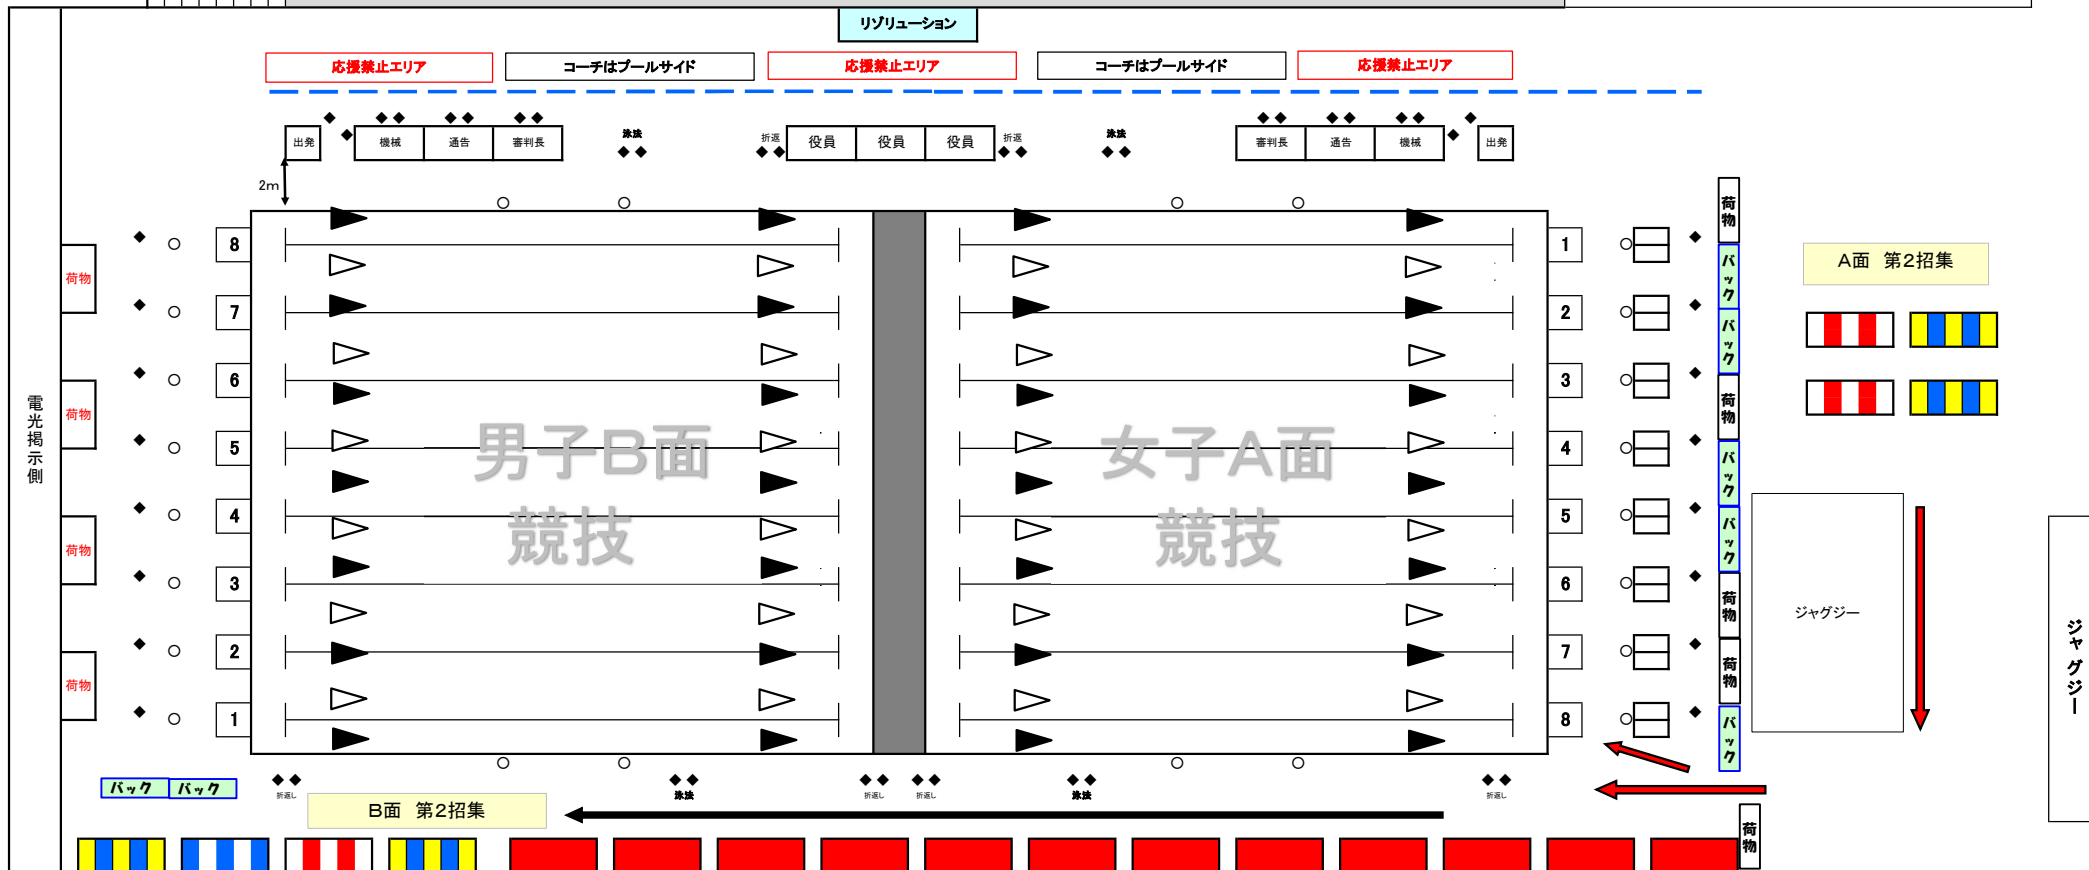 リゾリューション
応援禁止エリア
コーチはプールサイド
応援禁止エリア
コーチはプールサイド
応援禁止エリア
出発
機械
通告
審判長
泳法
折返
役員
役員
役員
折返
泳法
審判長
通告
機械
出発
2m
電光掲示側
荷物
荷物
荷物
荷物
8
7
6
5
4
3
2
1
男子B面
競技
女子A面
競技
1
2
3
4
5
6
7
8
荷物
バック
バック
荷物
バック
バック
荷物
荷物
バック
A面 第2招集
ジャグジー
ジャグジー
バック
バック
折返し
泳法
折返し
折返し
泳法
折返し
B面 第2招集
荷物